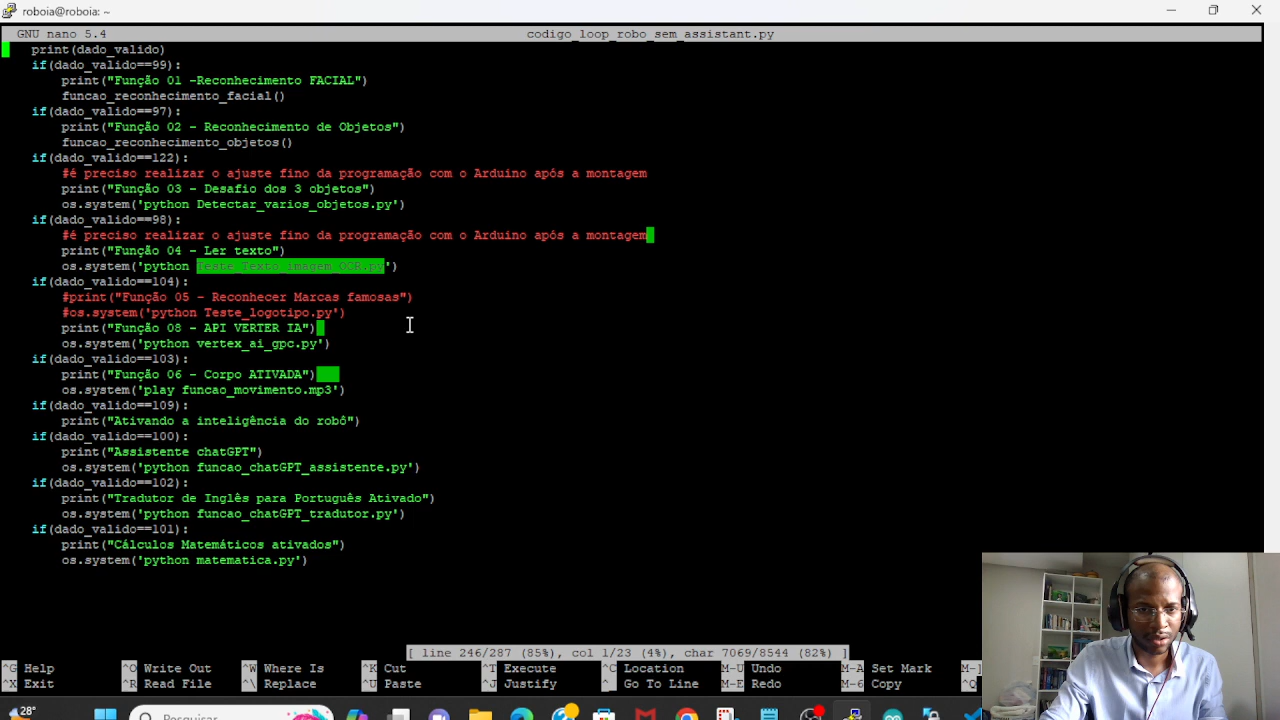 roboia@roboia: ~
GNU nano 5.4 codigo_loop_robo_sem_assistant.py
print(dado_valido)
if(dado_valido==99):
print("Função 01 -Reconhecimento FACIAL")
funcao_reconhecimento_facial()
if(dado_valido==97):
print("Função 02 - Reconhecimento de Objetos")
funcao_reconhecimento_objetos()
if(dado_valido==122):
#é preciso realizar o ajuste fino da programação com o Arduino após a montagem
print("Função 03 - Desafio dos 3 objetos")
os.system('python Detectar_varios_objetos.py')
if(dado_valido==98):
#é preciso realizar o ajuste fino da programação com o Arduino após a montagem
print("Função 04 - Ler texto")
os.system('python Teste_Texto_imagem_OCR.py')
if(dado_valido==104):
#print("Função 05 - Reconhecer Marcas famosas")
#os.system('python Teste_logotipo.py')
print("Função 08 - API VERTER IA")
os.system('python vertex_ai_gpc.py')
if(dado_valido==103):
print("Função 06 - Corpo ATIVADA")
os.system('play funcao_movimento.mp3')
if(dado_valido==109):
print("Ativando a inteligência do robô")
if(dado_valido==100):
print("Assistente chatGPT")
os.system('python funcao_chatGPT_assistente.py')
if(dado_valido==102):
print("Tradutor de Inglês para Português Ativado")
os.system('python funcao_chatGPT_tradutor.py')
if(dado_valido==101):
print("Cálculos Matemáticos ativados")
os.system('python matematica.py')
[ line 246/287 (85%), col 1/23 (4%), char 7069/8544 (82%) ]
^G Help ^O Write Out ^W Where Is ^K Cut ^T Execute ^C Location M-U Undo M-A Set Mark M-]
^X Exit ^R Read File ^\ Replace ^U Paste ^J Justify ^_ Go To Line M-E Redo M-6 Copy ^Q
28° Pesquisar